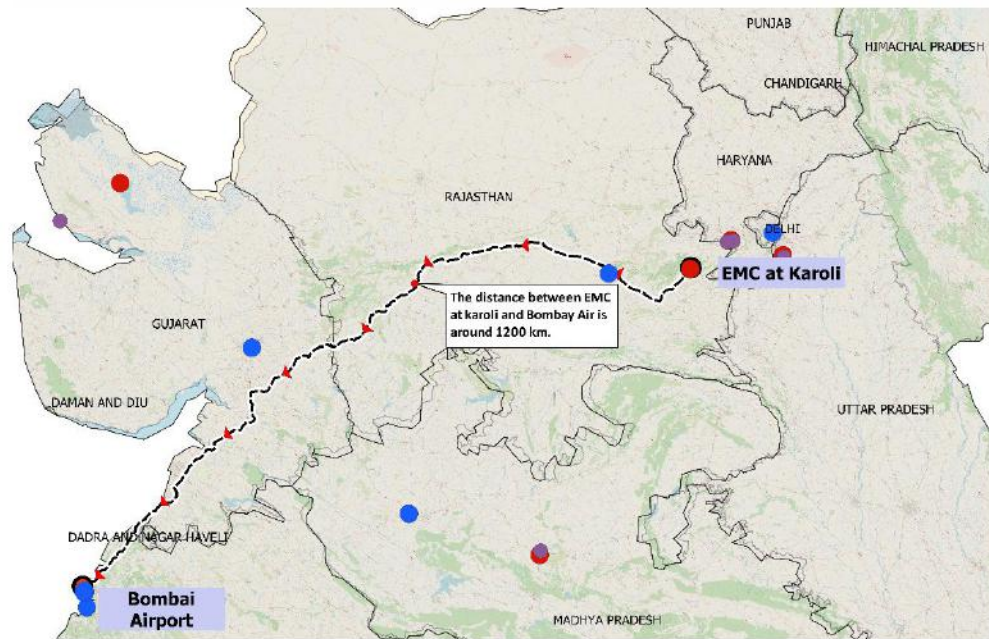 PUNJAB
HIMACHAL PRADESH
CHANDIGARH
HARYANA
RAJASTHAN
DELHI
EMC at Karoli
The distance between EMC
at karoli and Bombay Air is
around 1200 km.
GUJARAT
DAMAN AND DIU
UTTAR PRADESH
DADRA AND NAGAR HAVELI
Bombai
Airport
MADHYA PRADESH